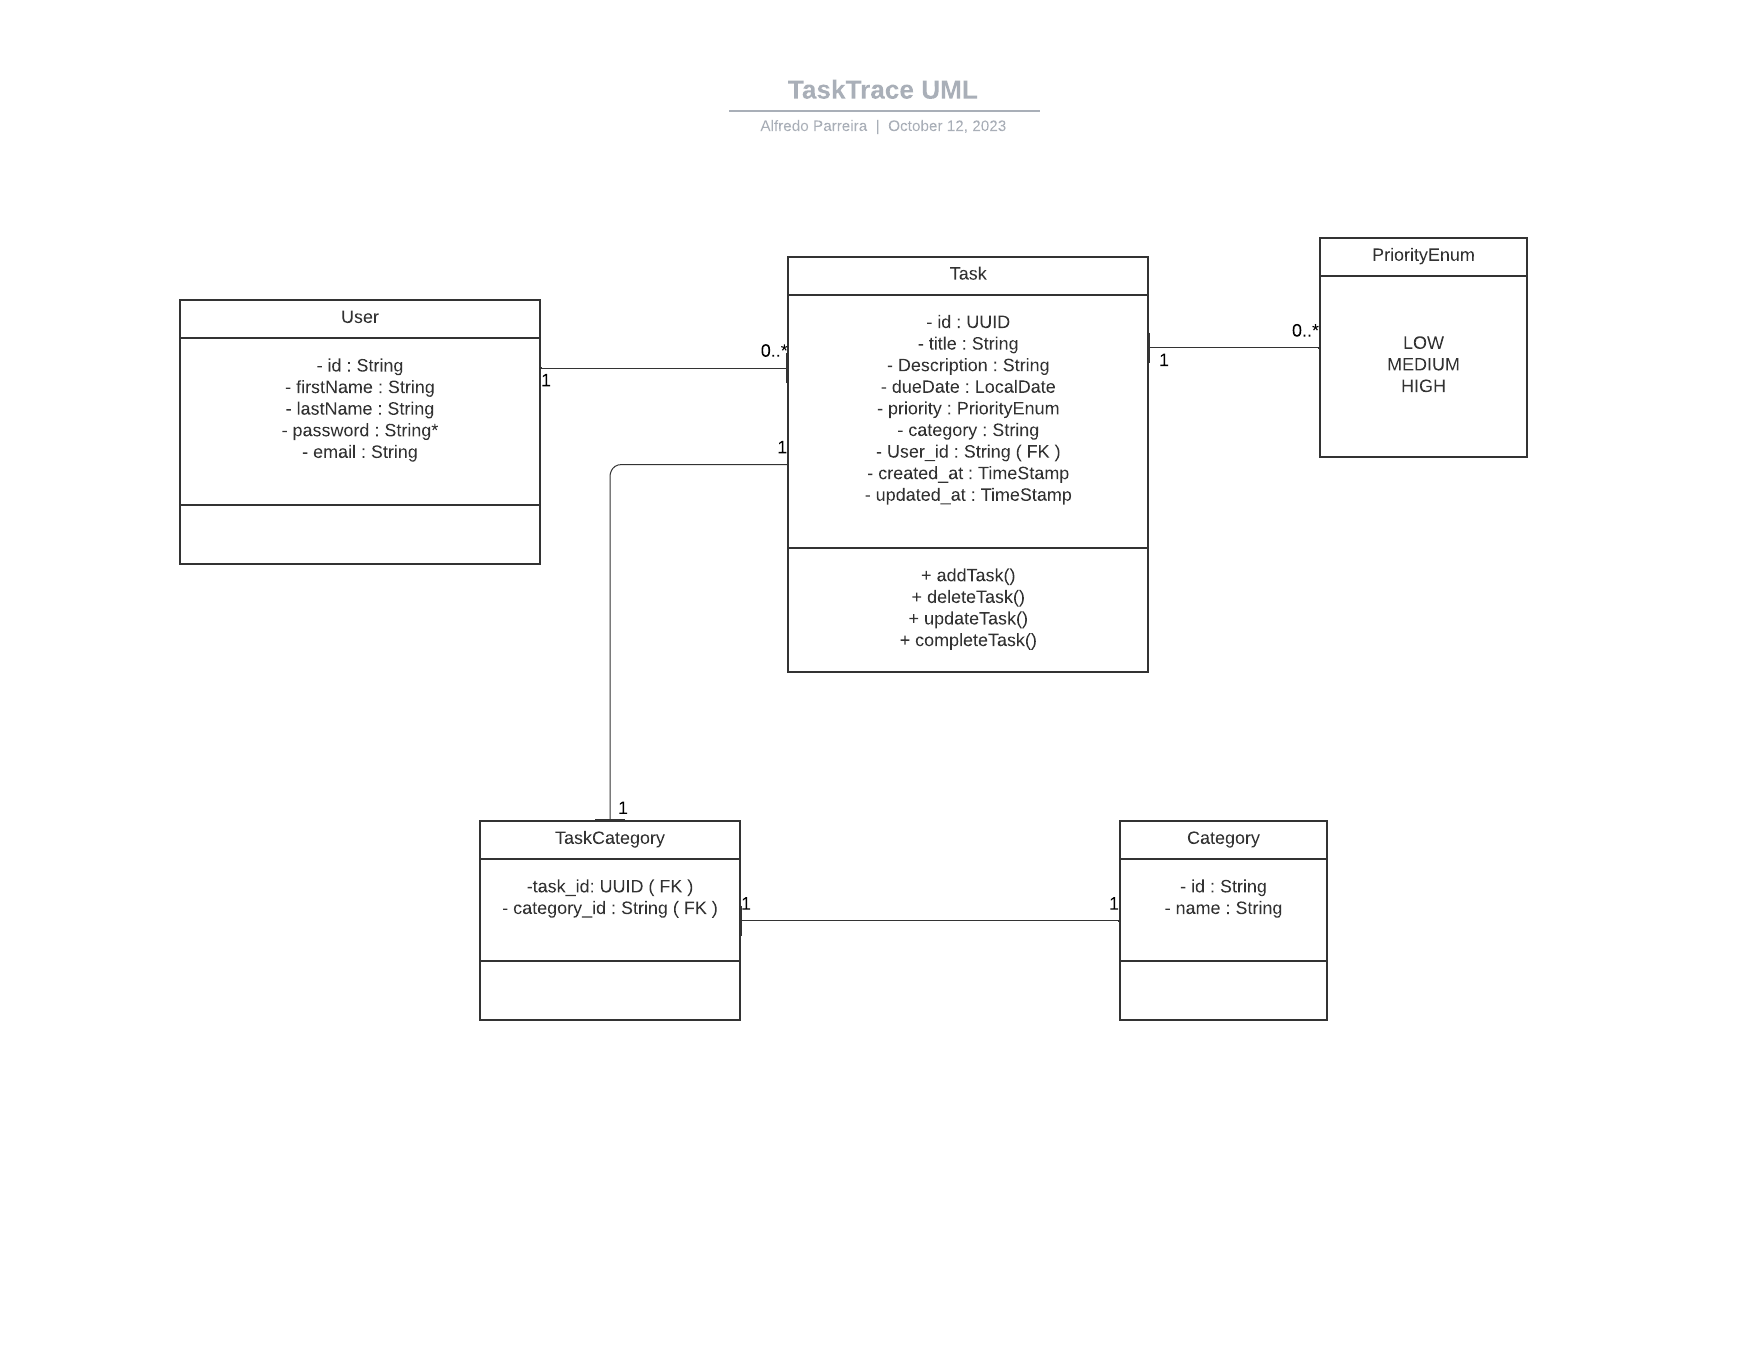 TaskTrace UML
Alfredo Parreira | October 12, 2023
User
- id : String
- firstName : String
- lastName : String
- password : String*
- email : String
1
0..*
Task
- id : UUID
- title : String
- Description : String
- dueDate : LocalDate
- priority : PriorityEnum
- category : String
- User_id : String ( FK )
- created_at : TimeStamp
- updated_at : TimeStamp
+ addTask()
+ deleteTask()
+ updateTask()
+ completeTask()
1
0..*
PriorityEnum
LOW
MEDIUM
HIGH
1
1
TaskCategory
-task_id: UUID ( FK )
- category_id : String ( FK )
1
1
Category
- id : String
- name : String